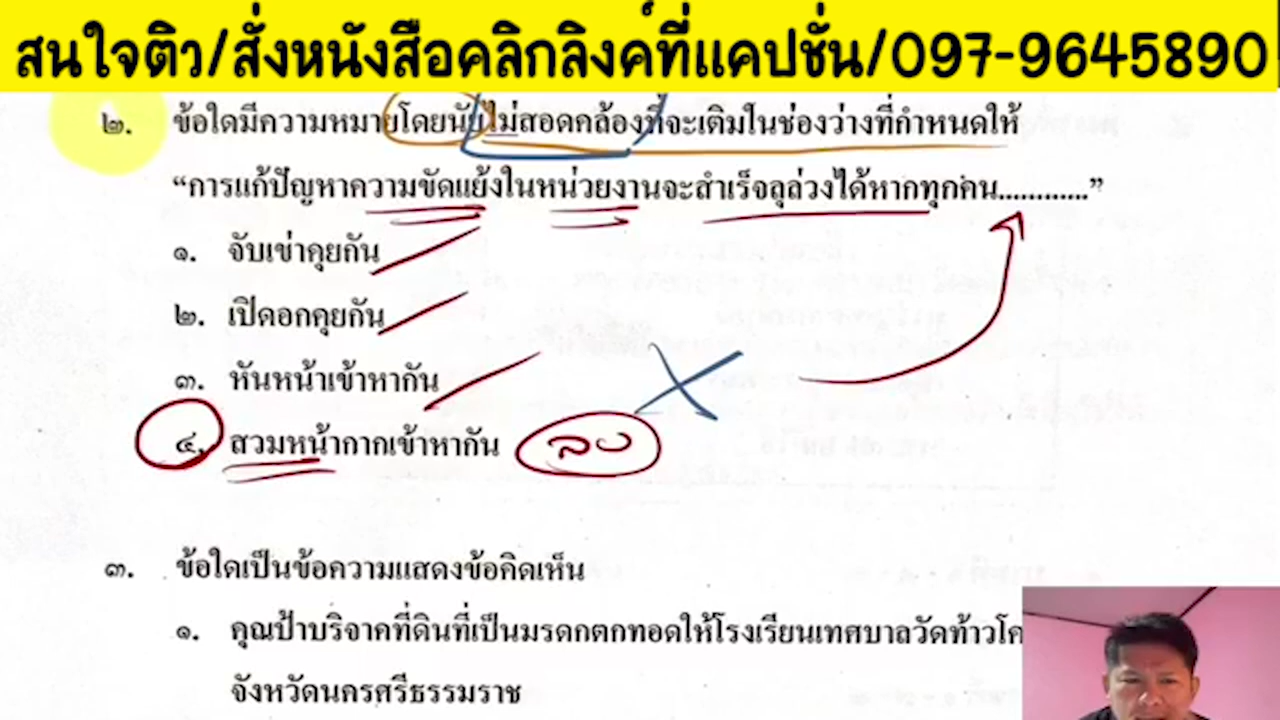 สนใจติว/สั่งหนังสือคลิกลิงค์ที่แคปชั่น/097-9645890
๒. ข้อใดมีความหมายโดยนัยไม่สอดคล้องที่จะเติมในช่องว่างที่กำหนดให้
“การแก้ปัญหาความขัดแย้งในหน่วยงานจะสำเร็จลุล่วงได้หากทุกคน............”
๑. จับเข่าคุยกัน
๒. เปิดอกคุยกัน
๓. หันหน้าเข้าหากัน
๔. สวมหน้ากากเข้าหากัน ลบ
๓. ข้อใดเป็นข้อความแสดงข้อคิดเห็น
๑. คุณป้าบริจาคที่ดินที่เป็นมรดกตกทอดให้โรงเรียนเทศบาลวัดท้าวโค
จังหวัดนครศรีธรรมราช